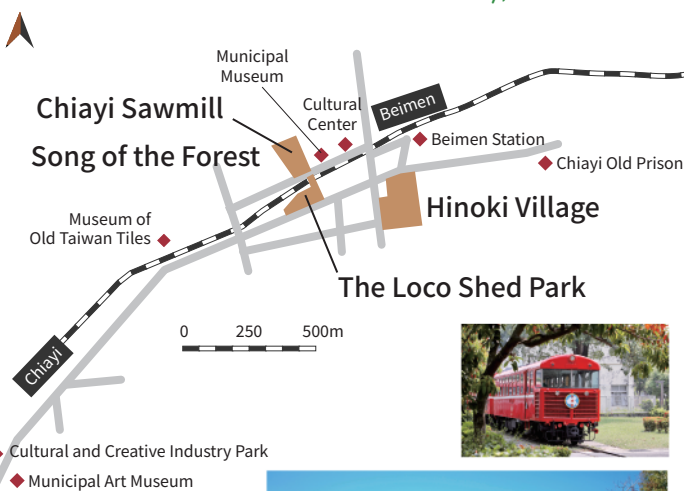 Municipal
Museum
Cultural
Center
Beimen
Chiayi Sawmill
Song of the Forest
Beimen Station
Chiayi Old Prison
Hinoki Village
Museum of
Old Taiwan Tiles
The Loco Shed Park
0 250 500m
Chiayi
Cultural and Creative Industry Park
Municipal Art Museum